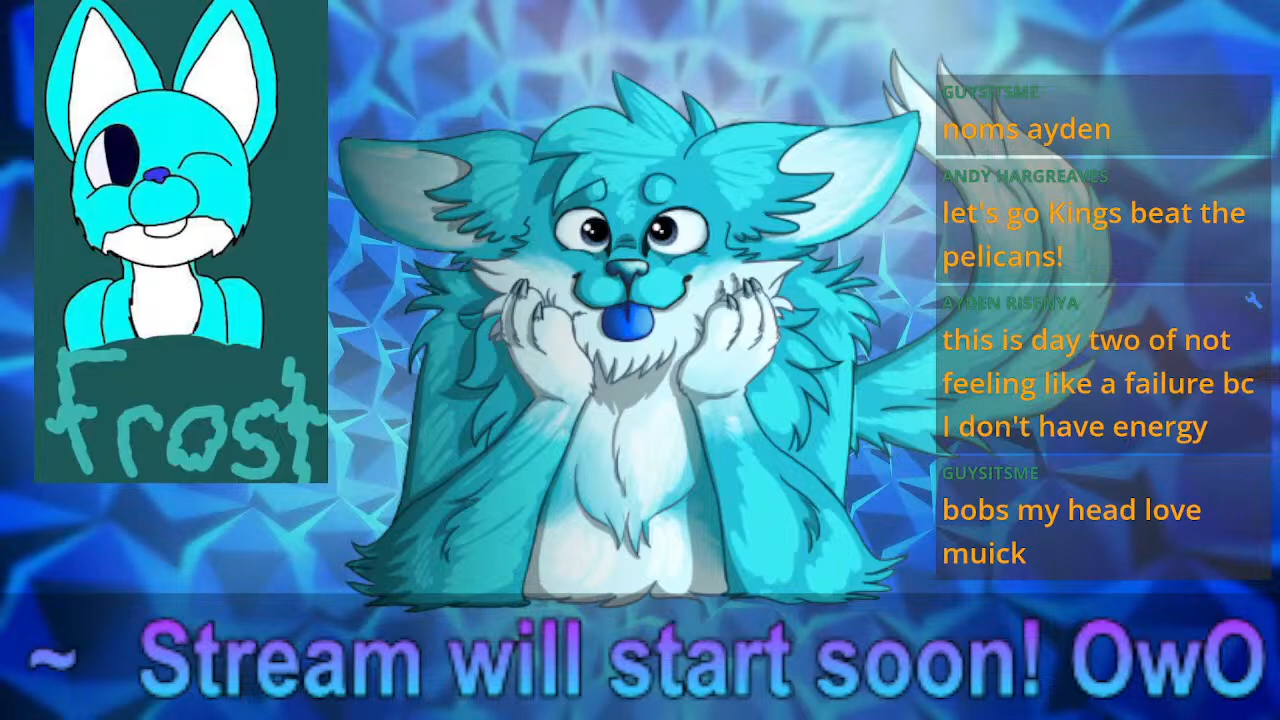 Frost
GUYSITSME
noms ayden
ANDY HARGREAVES
let's go Kings beat the
pelicans!
AYDEN RISENYA
this is day two of not
feeling like a failure bc
I don't have energy
GUYSITSME
bobs my head love
muick
~ Stream will start soon! OwO